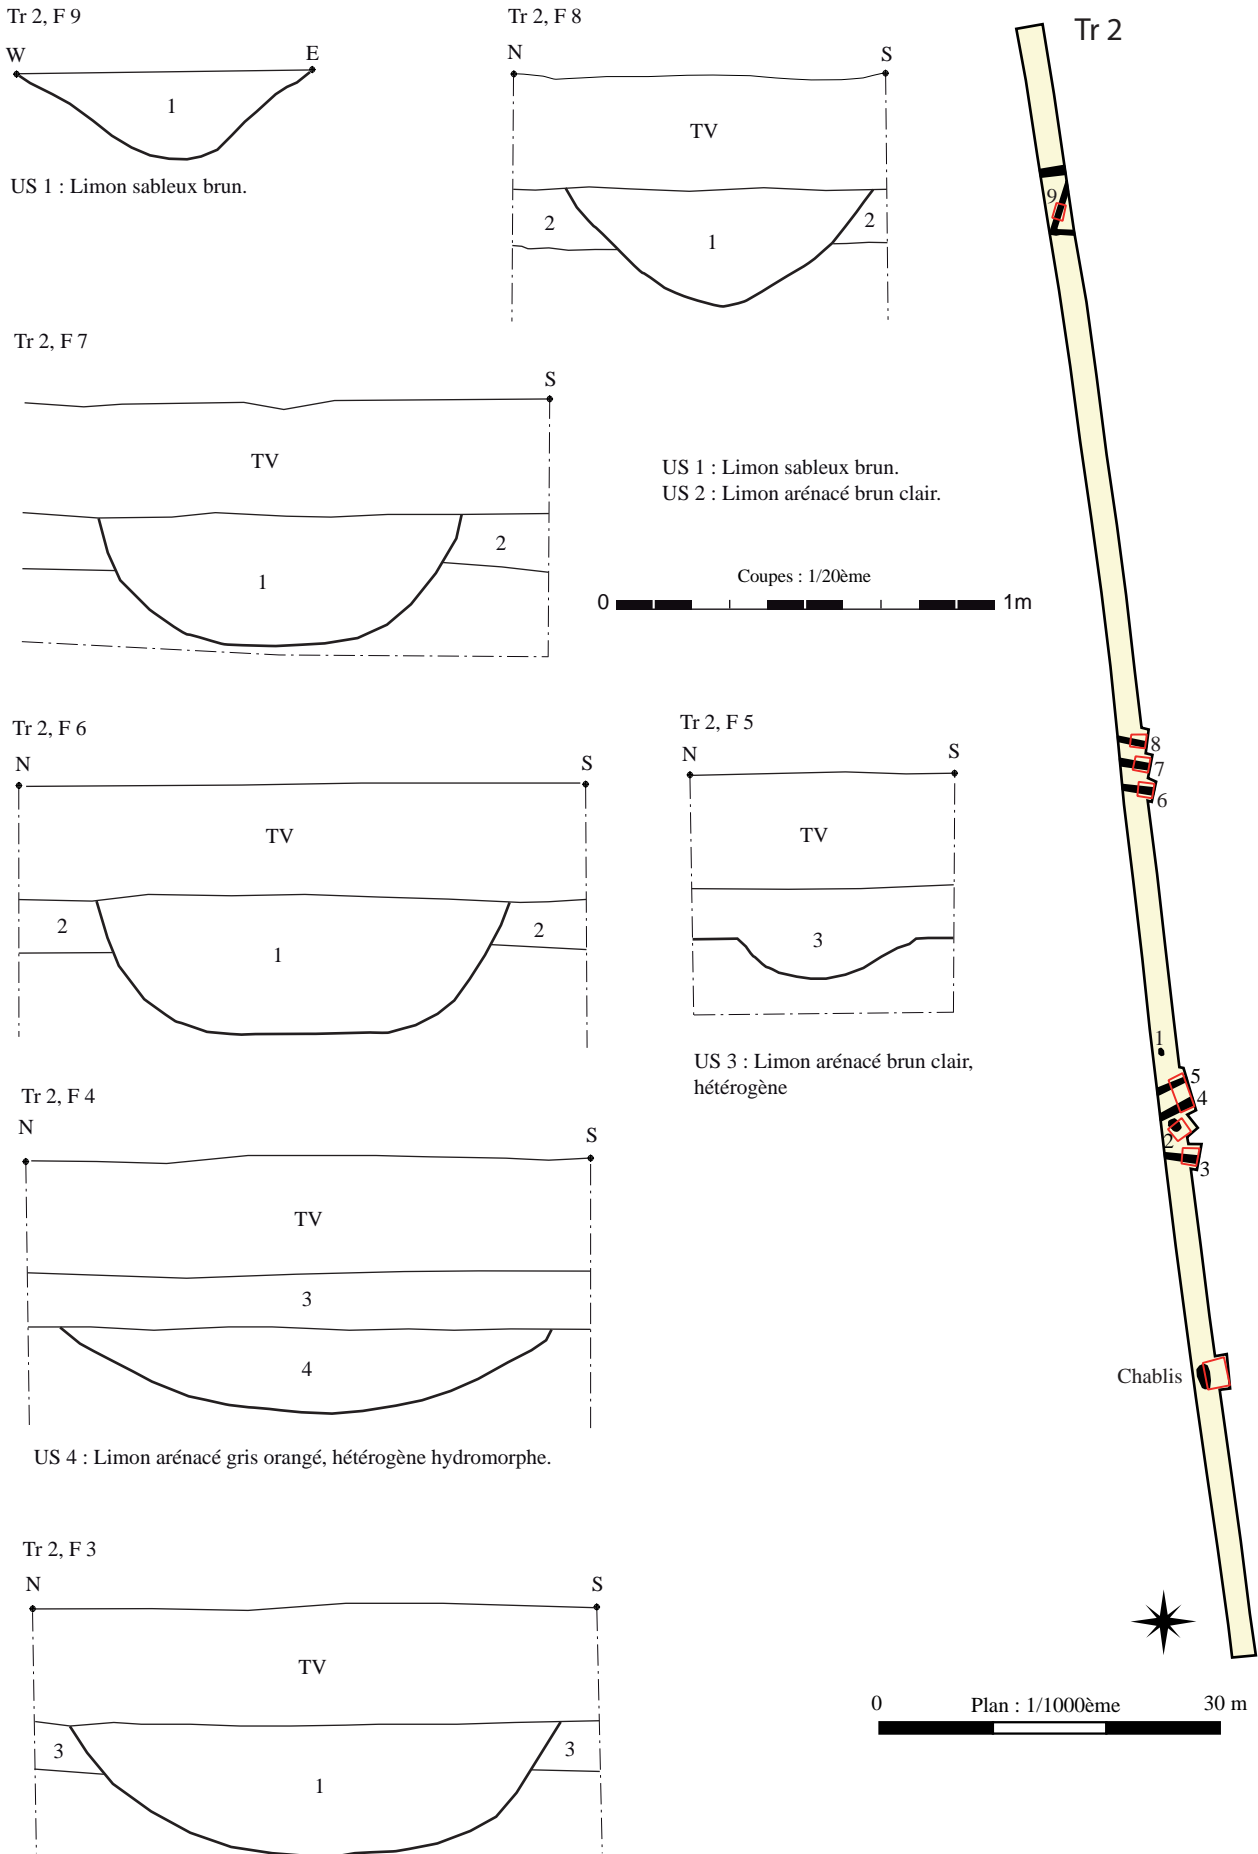 Tr 2, F 9
W
E
1
US 1 : Limon sableux brun.
Tr 2, F 8
N
S
TV
2
1
2
Tr 2, F 7
S
TV
2
1
US 1 : Limon sableux brun.
US 2 : Limon arénacé brun clair.
Coupes : 1/20ème
0
1m
Tr 2, F 6
N
S
TV
2
1
2
Tr 2, F 5
N
S
TV
3
US 3 : Limon arénacé brun clair,
hétérogène
Tr 2, F 4
N
S
TV
3
4
US 4 : Limon arénacé gris orangé, hétérogène hydromorphe.
Tr 2, F 3
N
S
TV
3
1
3
Tr 2
9
8
7
6
1
5
4
2
3
Chablis
0
Plan : 1/1000ème
30 m